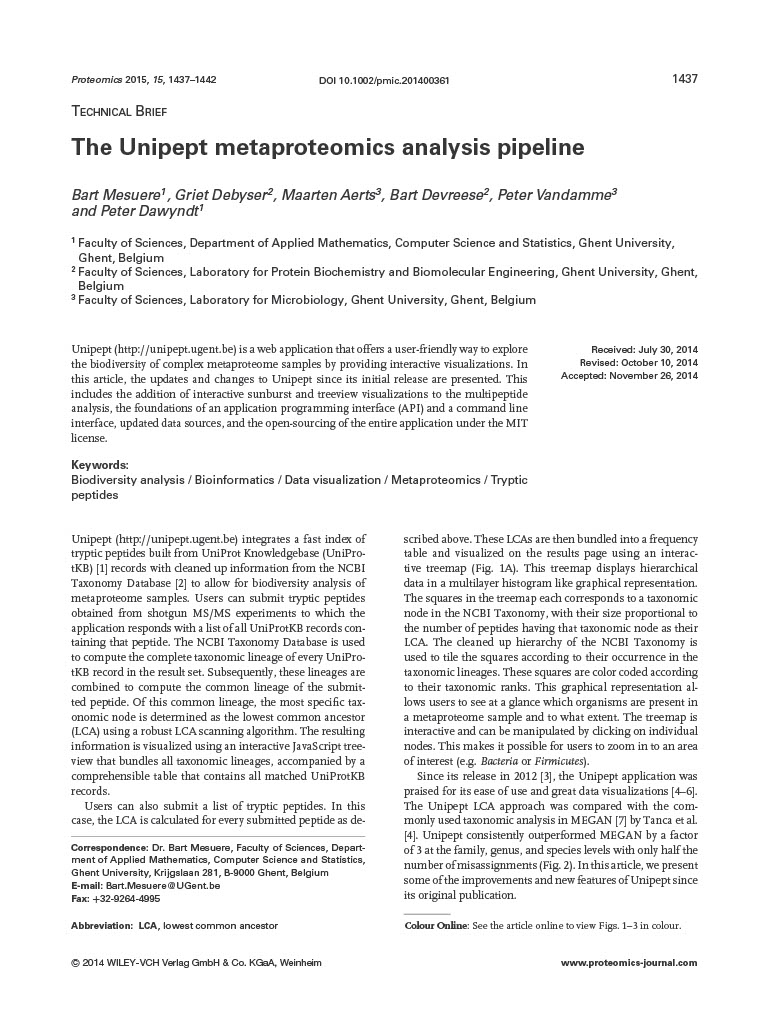 Proteomics 2015, 15, 1437–1442
DOI 10.1002/pmic.201400361
1437
TECHNICAL BRIEF
The Unipept metaproteomics analysis pipeline
Bart Mesuere1, Griet Debyser2, Maarten Aerts3, Bart Devreese2, Peter Vandamme3
and Peter Dawyndt1
1 Faculty of Sciences, Department of Applied Mathematics, Computer Science and Statistics, Ghent University,
Ghent, Belgium
2 Faculty of Sciences, Laboratory for Protein Biochemistry and Biomolecular Engineering, Ghent University, Ghent,
Belgium
3 Faculty of Sciences, Laboratory for Microbiology, Ghent University, Ghent, Belgium
Unipept (http://unipept.ugent.be) is a web application that offers a user-friendly way to explore
the biodiversity of complex metaproteome samples by providing interactive visualizations. In
this article, the updates and changes to Unipept since its initial release are presented. This
includes the addition of interactive sunburst and treeview visualizations to the multipeptide
analysis, the foundations of an application programming interface (API) and a command line
interface, updated data sources, and the open-sourcing of the entire application under the MIT
license.
Received: July 30, 2014
Revised: October 10, 2014
Accepted: November 26, 2014
Keywords:
Biodiversity analysis / Bioinformatics / Data visualization / Metaproteomics / Tryptic
peptides
Unipept (http://unipept.ugent.be) integrates a fast index of
tryptic peptides built from UniProt Knowledgebase (UniPro-
tKB) [1] records with cleaned up information from the NCBI
Taxonomy Database [2] to allow for biodiversity analysis of
metaproteome samples. Users can submit tryptic peptides
obtained from shotgun MS/MS experiments to which the
application responds with a list of all UniProtKB records con-
taining that peptide. The NCBI Taxonomy Database is used
to compute the complete taxonomic lineage of every UniPro-
tKB record in the result set. Subsequently, these lineages are
combined to compute the common lineage of the submit-
ted peptide. Of this common lineage, the most specific tax-
onomic node is determined as the lowest common ancestor
(LCA) using a robust LCA scanning algorithm. The resulting
information is visualized using an interactive JavaScript tree-
view that bundles all taxonomic lineages, accompanied by a
comprehensible table that contains all matched UniProtKB
records.
Users can also submit a list of tryptic peptides. In this
case, the LCA is calculated for every submitted peptide as de-
Correspondence: Dr. Bart Mesuere, Faculty of Sciences, Depart-
ment of Applied Mathematics, Computer Science and Statistics,
Ghent University, Krijgslaan 281, B-9000 Ghent, Belgium
E-mail: Bart.Mesuere@UGent.be
Fax: +32-9264-4995
Abbreviation: LCA, lowest common ancestor
scribed above. These LCAs are then bundled into a frequency
table and visualized on the results page using an interac-
tive treemap (Fig. 1A). This treemap displays hierarchical
data in a multilayer histogram like graphical representation.
The squares in the treemap each corresponds to a taxonomic
node in the NCBI Taxonomy, with their size proportional to
the number of peptides having that taxonomic node as their
LCA. The cleaned up hierarchy of the NCBI Taxonomy is
used to tile the squares according to their occurrence in the
taxonomic lineages. These squares are color coded according
to their taxonomic ranks. This graphical representation al-
lows users to see at a glance which organisms are present in
a metaproteome sample and to what extent. The treemap is
interactive and can be manipulated by clicking on individual
nodes. This makes it possible for users to zoom in to an area
of interest (e.g. Bacteria or Firmicutes).
Since its release in 2012 [3], the Unipept application was
praised for its ease of use and great data visualizations [4–6].
The Unipept LCA approach was compared with the com-
monly used taxonomic analysis in MEGAN [7] by Tanca et al.
[4]. Unipept consistently outperformed MEGAN by a factor
of 3 at the family, genus, and species levels with only half the
number of misassignments (Fig. 2). In this article, we present
some of the improvements and new features of Unipept since
its original publication.
Colour Online: See the article online to view Figs. 1–3 in colour.
© 2014 WILEY-VCH Verlag GmbH & Co. KGaA, Weinheim
www.proteomics-journal.com